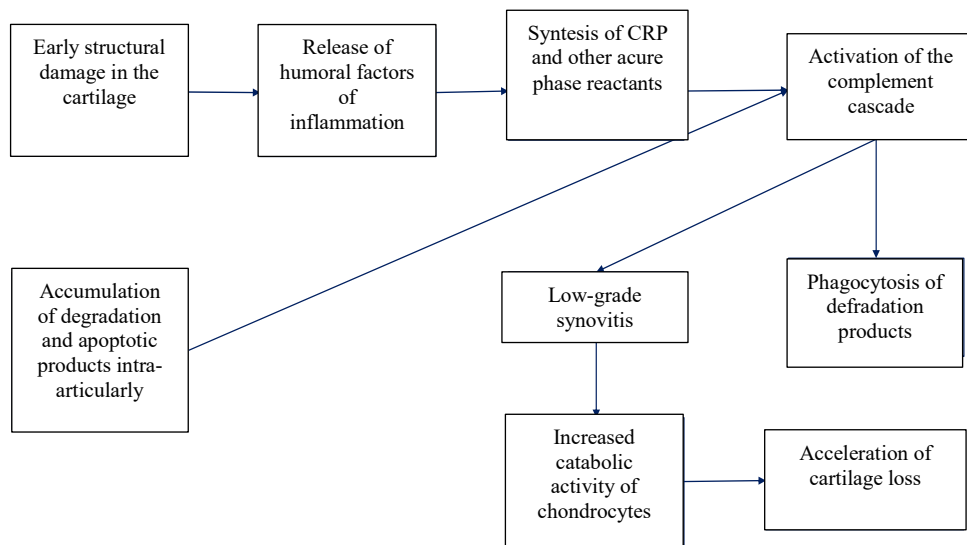 Early structural
damage in the
cartilage
Release of
humoral factors
of
inflammation
Syntesis of CRP
and other acure
phase reactants
Activation of the
complement
cascade
Accumulation
of degradation
and apoptotic
products intra-
articularly
Low-grade
synovitis
Phagocytosis of
defradation
products
Increased
catabolic
activity of
chondrocytes
Acceleration of
cartilage loss